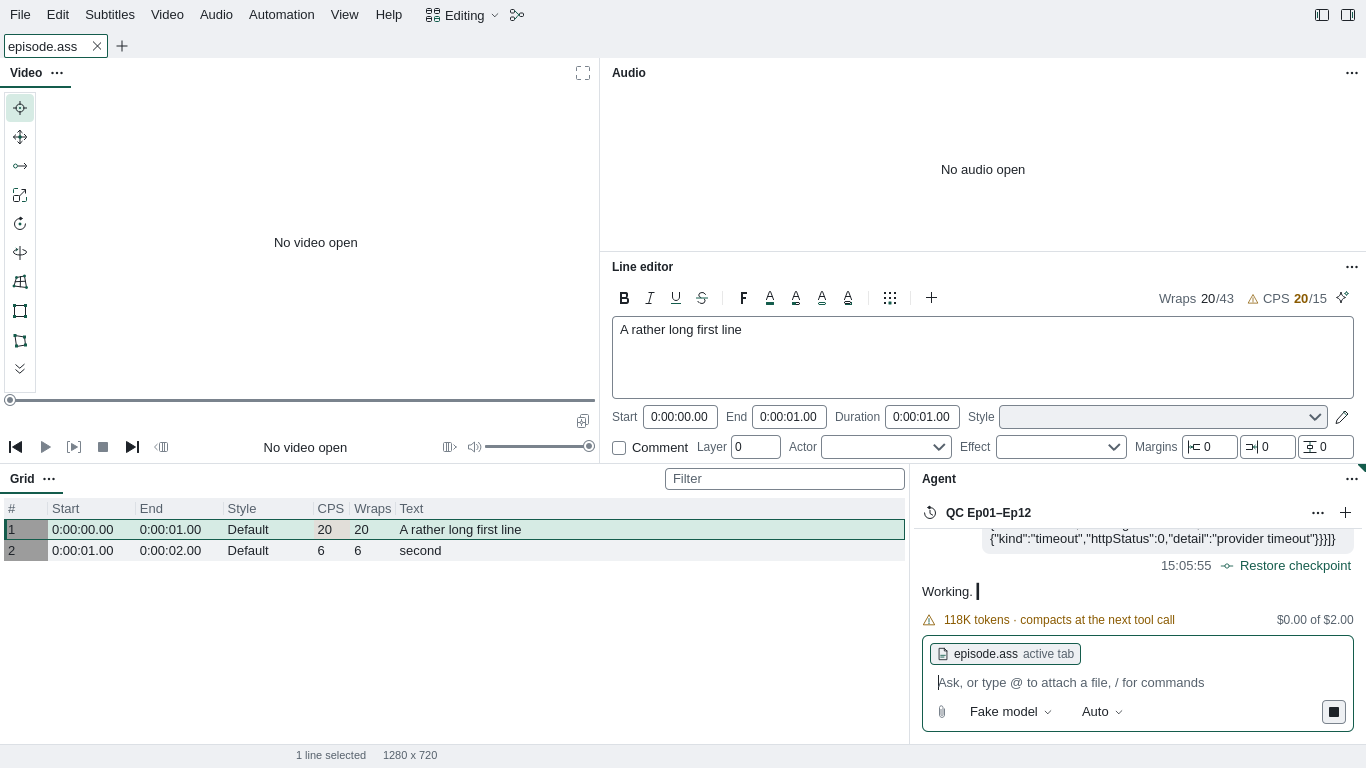 File Edit Subtitles Video Audio Automation View Help Editing
episode.ass
Video
No video open
No video open
Audio
No audio open
Line editor
Wraps 20/43 CPS 20/15
A rather long first line
Start 0:00:00.00 End 0:00:01.00 Duration 0:00:01.00 Style
Comment Layer 0 Actor Effect Margins 0 0 0
Grid Filter
# Start End Style CPS Wraps Text
1 0:00:00.00 0:00:01.00 Default 20 20 A rather long first line
2 0:00:01.00 0:00:02.00 Default 6 6 second
Agent
QC Ep01–Ep12
{"kind":"timeout","httpStatus":0,"detail":"provider timeout"}}}]}
15:05:55 Restore checkpoint
Working.
118K tokens · compacts at the next tool call $0.00 of $2.00
episode.ass active tab
Ask, or type @ to attach a file, / for commands
Fake model Auto
1 line selected 1280 x 720